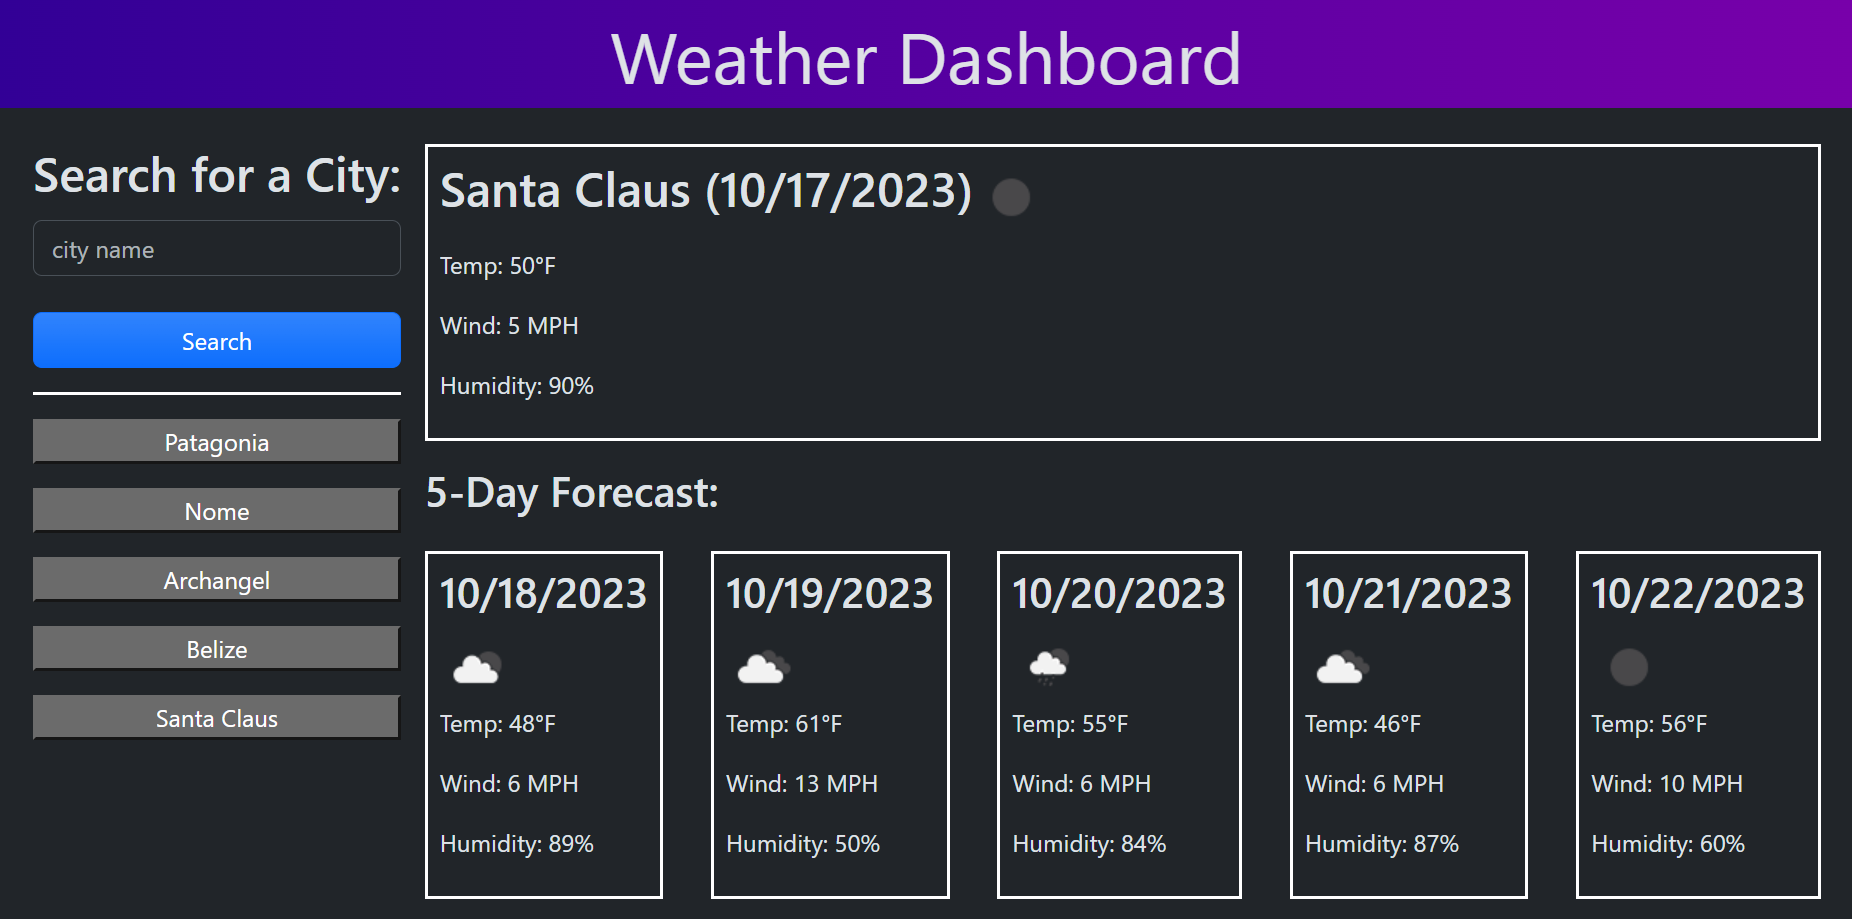 Weather Dashboard
Search for a City:
city name
Search
Patagonia
Nome
Archangel
Belize
Santa Claus
Santa Claus (10/17/2023)
Temp: 50°F
Wind: 5 MPH
Humidity: 90%
5-Day Forecast:
10/18/2023
Temp: 48°F
Wind: 6 MPH
Humidity: 89%
10/19/2023
Temp: 61°F
Wind: 13 MPH
Humidity: 50%
10/20/2023
Temp: 55°F
Wind: 6 MPH
Humidity: 84%
10/21/2023
Temp: 46°F
Wind: 6 MPH
Humidity: 87%
10/22/2023
Temp: 56°F
Wind: 10 MPH
Humidity: 60%